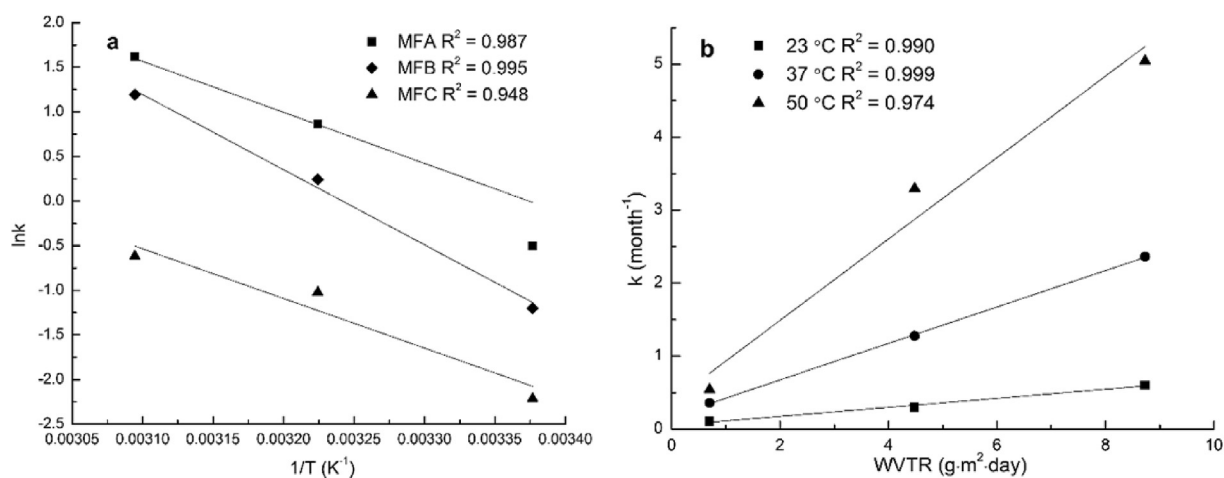 a
MFA R² = 0.987
MFB R² = 0.995
MFC R² = 0.948
2.0
1.5
1.0
0.5
0.0
-0.5
-1.0
-1.5
-2.0
-2.5
lnk
0.00305 0.00310 0.00315 0.00320 0.00325 0.00330 0.00335 0.00340
1/T (K⁻¹)
b
23 °C R² = 0.990
37 °C R² = 0.999
50 °C R² = 0.974
5
4
3
2
1
0
k (month⁻¹)
0 2 4 6 8 10
WVTR (g·m²·day)